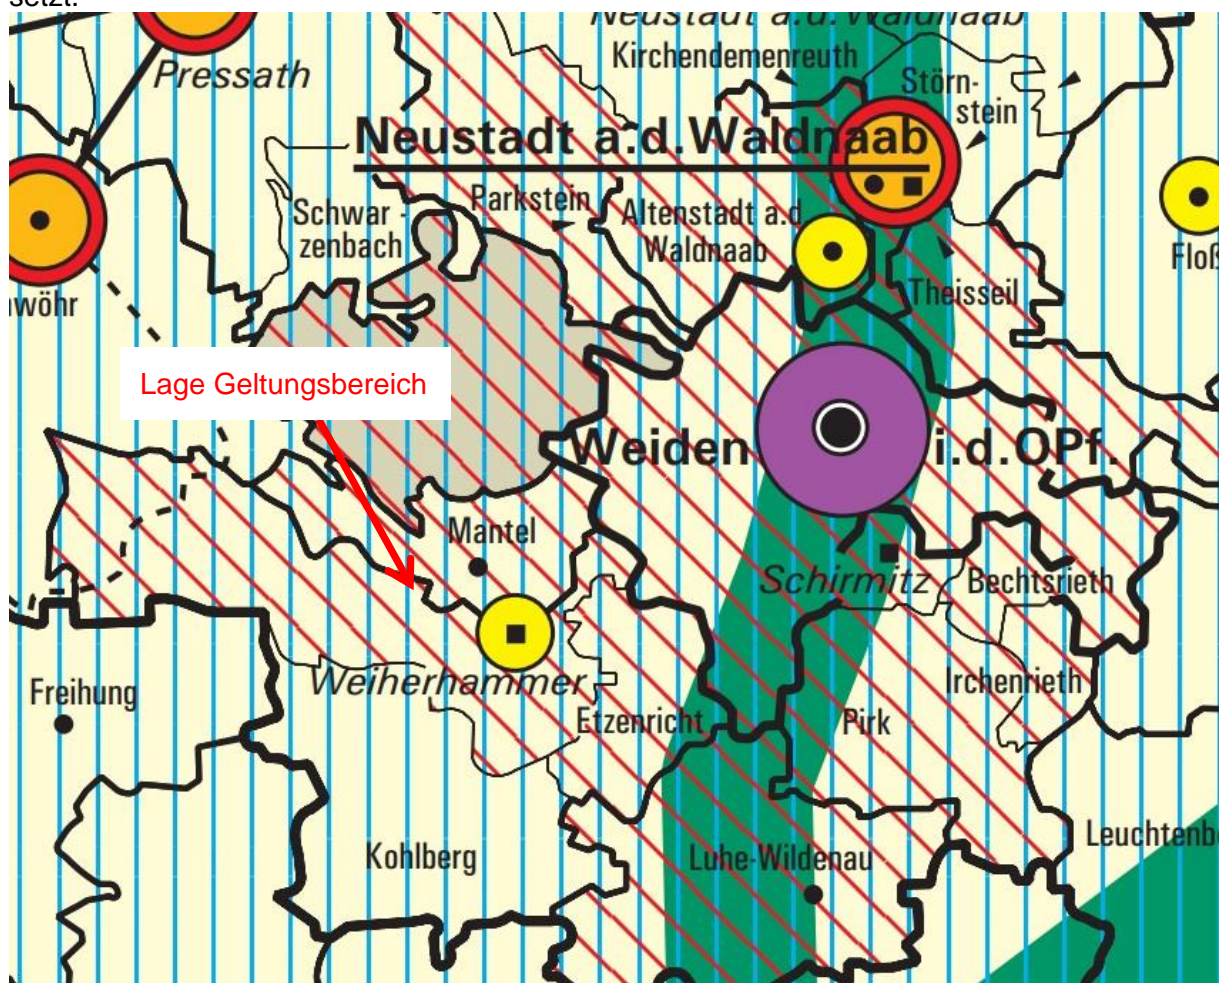 setzt.
Neustadt a.d. Waldnaab
Kirchendemenreuth
Pressath
Störn-
stein
Neustadt a.d.Waldnaab
Parkstein
Schwar -
zenbach
Altenstadt a.d.
Waldnaab
Floß
Theisseil
wöhr
Lage Geltungsbereich
Weiden i.d.OPf.
Mantel
Schirmitz
Bechtsrieth
Freihung
Weiherhammer
Irchenrieth
Etzenricht
Pirk
Kohlberg
Luhe-Wildenau
Leuchtenb